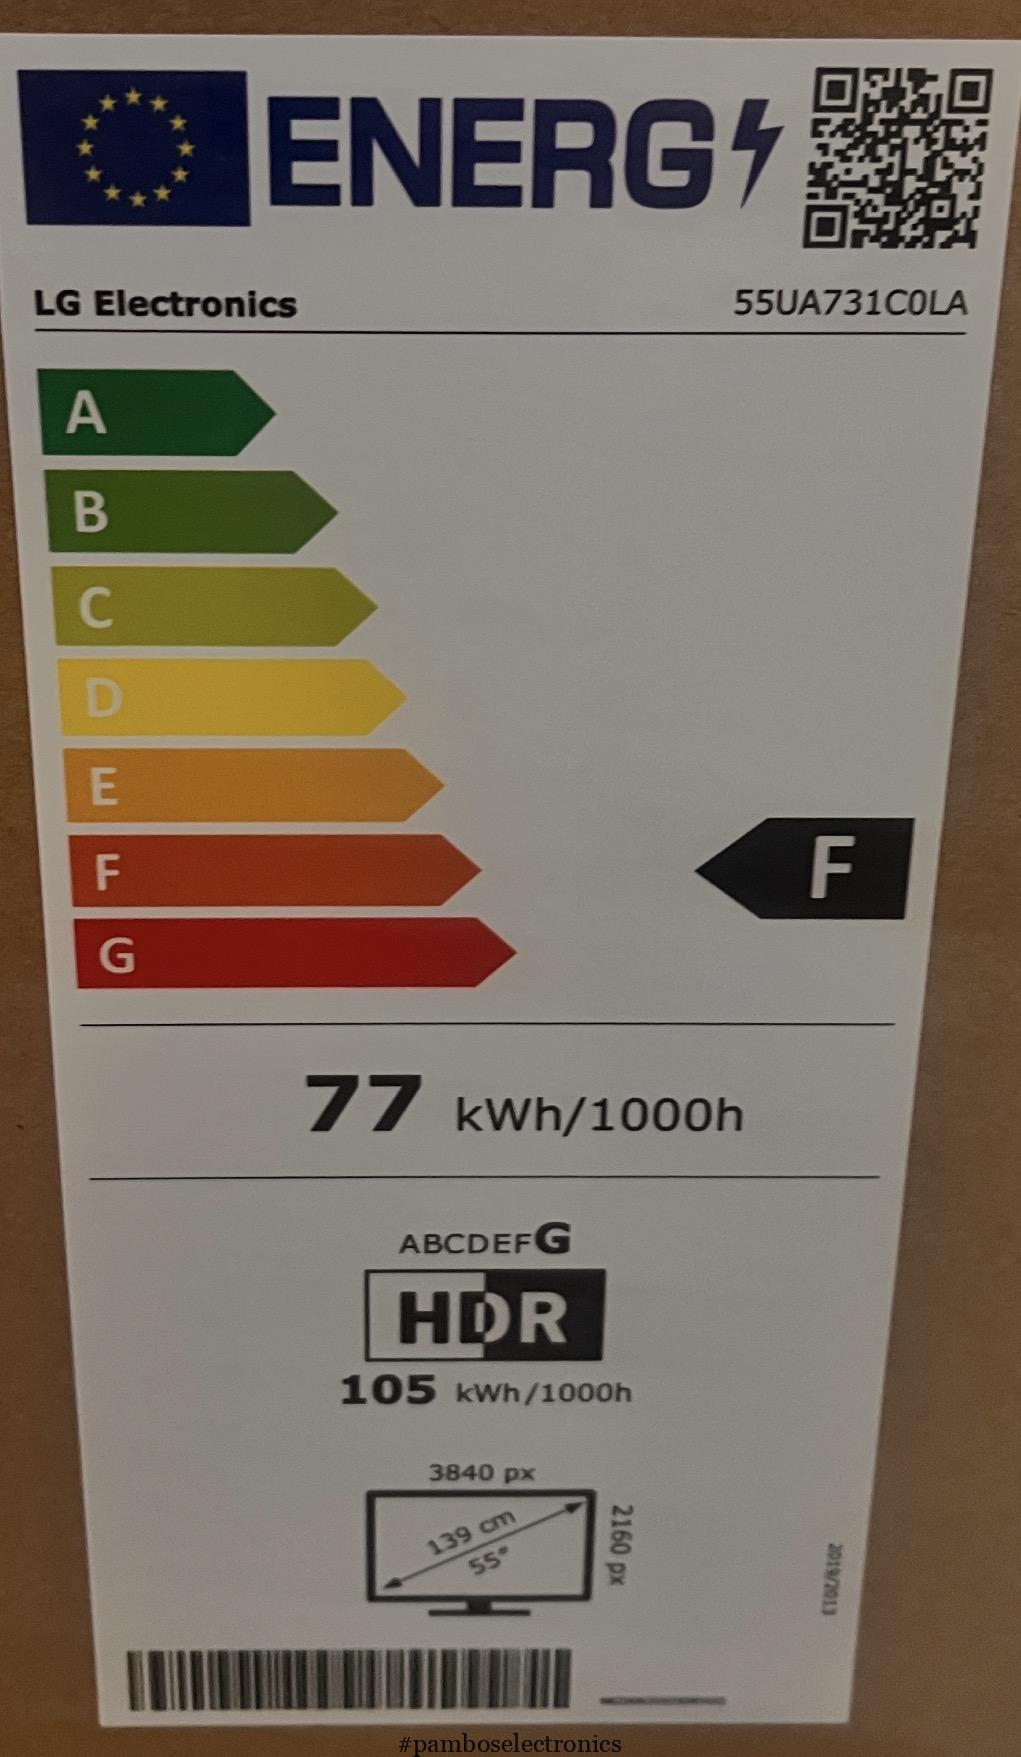 ENERG
LG Electronics
55UA731C0LA
A
B
C
D
E
F
F
G
77 kWh/1000h
ABCDEFG
HDR
105 kWh/1000h
3840 px
2160 px
139 cm
55"
2019/2013
#pamboselectronics